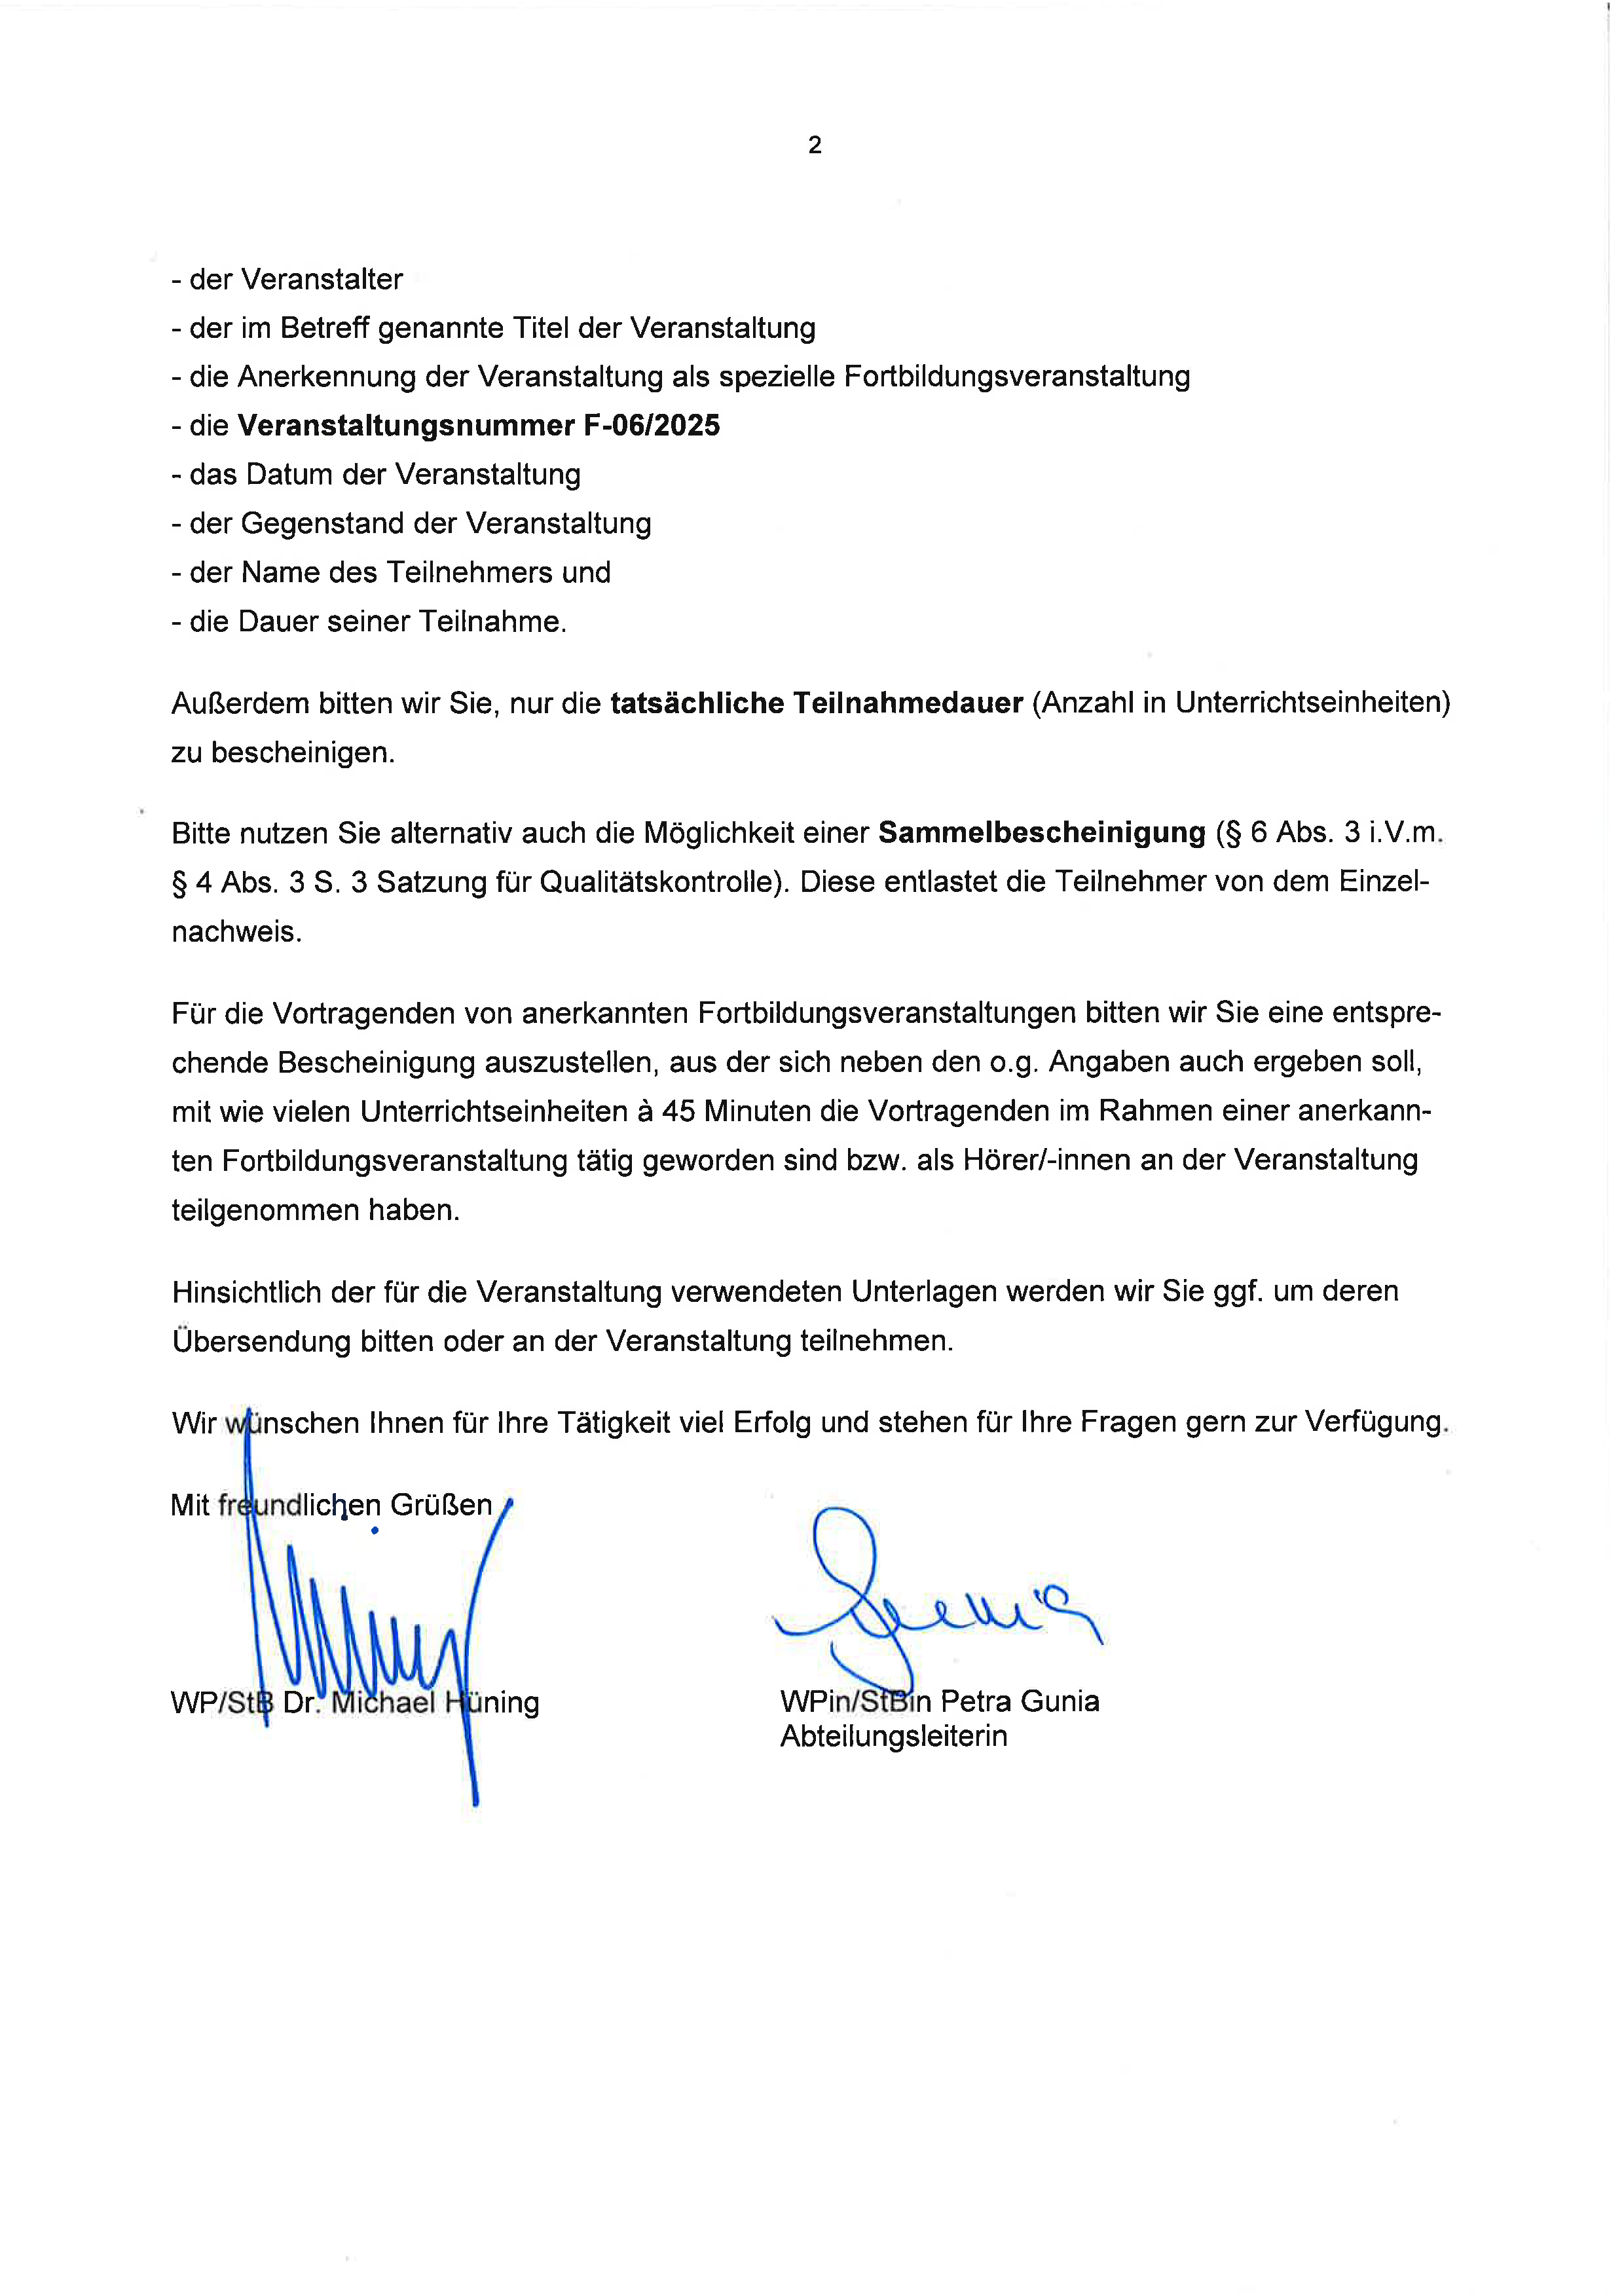 2
- der Veranstalter
- der im Betreff genannte Titel der Veranstaltung
- die Anerkennung der Veranstaltung als spezielle Fortbildungsveranstaltung
- die Veranstaltungsnummer F-06/2025
- das Datum der Veranstaltung
- der Gegenstand der Veranstaltung
- der Name des Teilnehmers und
- die Dauer seiner Teilnahme.
Außerdem bitten wir Sie, nur die tatsächliche Teilnahmedauer (Anzahl in Unterrichtseinheiten)
zu bescheinigen.
Bitte nutzen Sie alternativ auch die Möglichkeit einer Sammelbescheinigung (§ 6 Abs. 3 i.V.m.
§ 4 Abs. 3 S. 3 Satzung für Qualitätskontrolle). Diese entlastet die Teilnehmer von dem Einzel-
nachweis.
Für die Vortragenden von anerkannten Fortbildungsveranstaltungen bitten wir Sie eine entspre-
chende Bescheinigung auszustellen, aus der sich neben den o.g. Angaben auch ergeben soll,
mit wie vielen Unterrichtseinheiten à 45 Minuten die Vortragenden im Rahmen einer anerkann-
ten Fortbildungsveranstaltung tätig geworden sind bzw. als Hörer/-innen an der Veranstaltung
teilgenommen haben.
Hinsichtlich der für die Veranstaltung verwendeten Unterlagen werden wir Sie ggf. um deren
Übersendung bitten oder an der Veranstaltung teilnehmen.
Wir wünschen Ihnen für Ihre Tätigkeit viel Erfolg und stehen für Ihre Fragen gern zur Verfügung.
Mit freundlichen Grüßen
WP/StB Dr. Michael Hüning
WPin/StBin Petra Gunia
Abteilungsleiterin